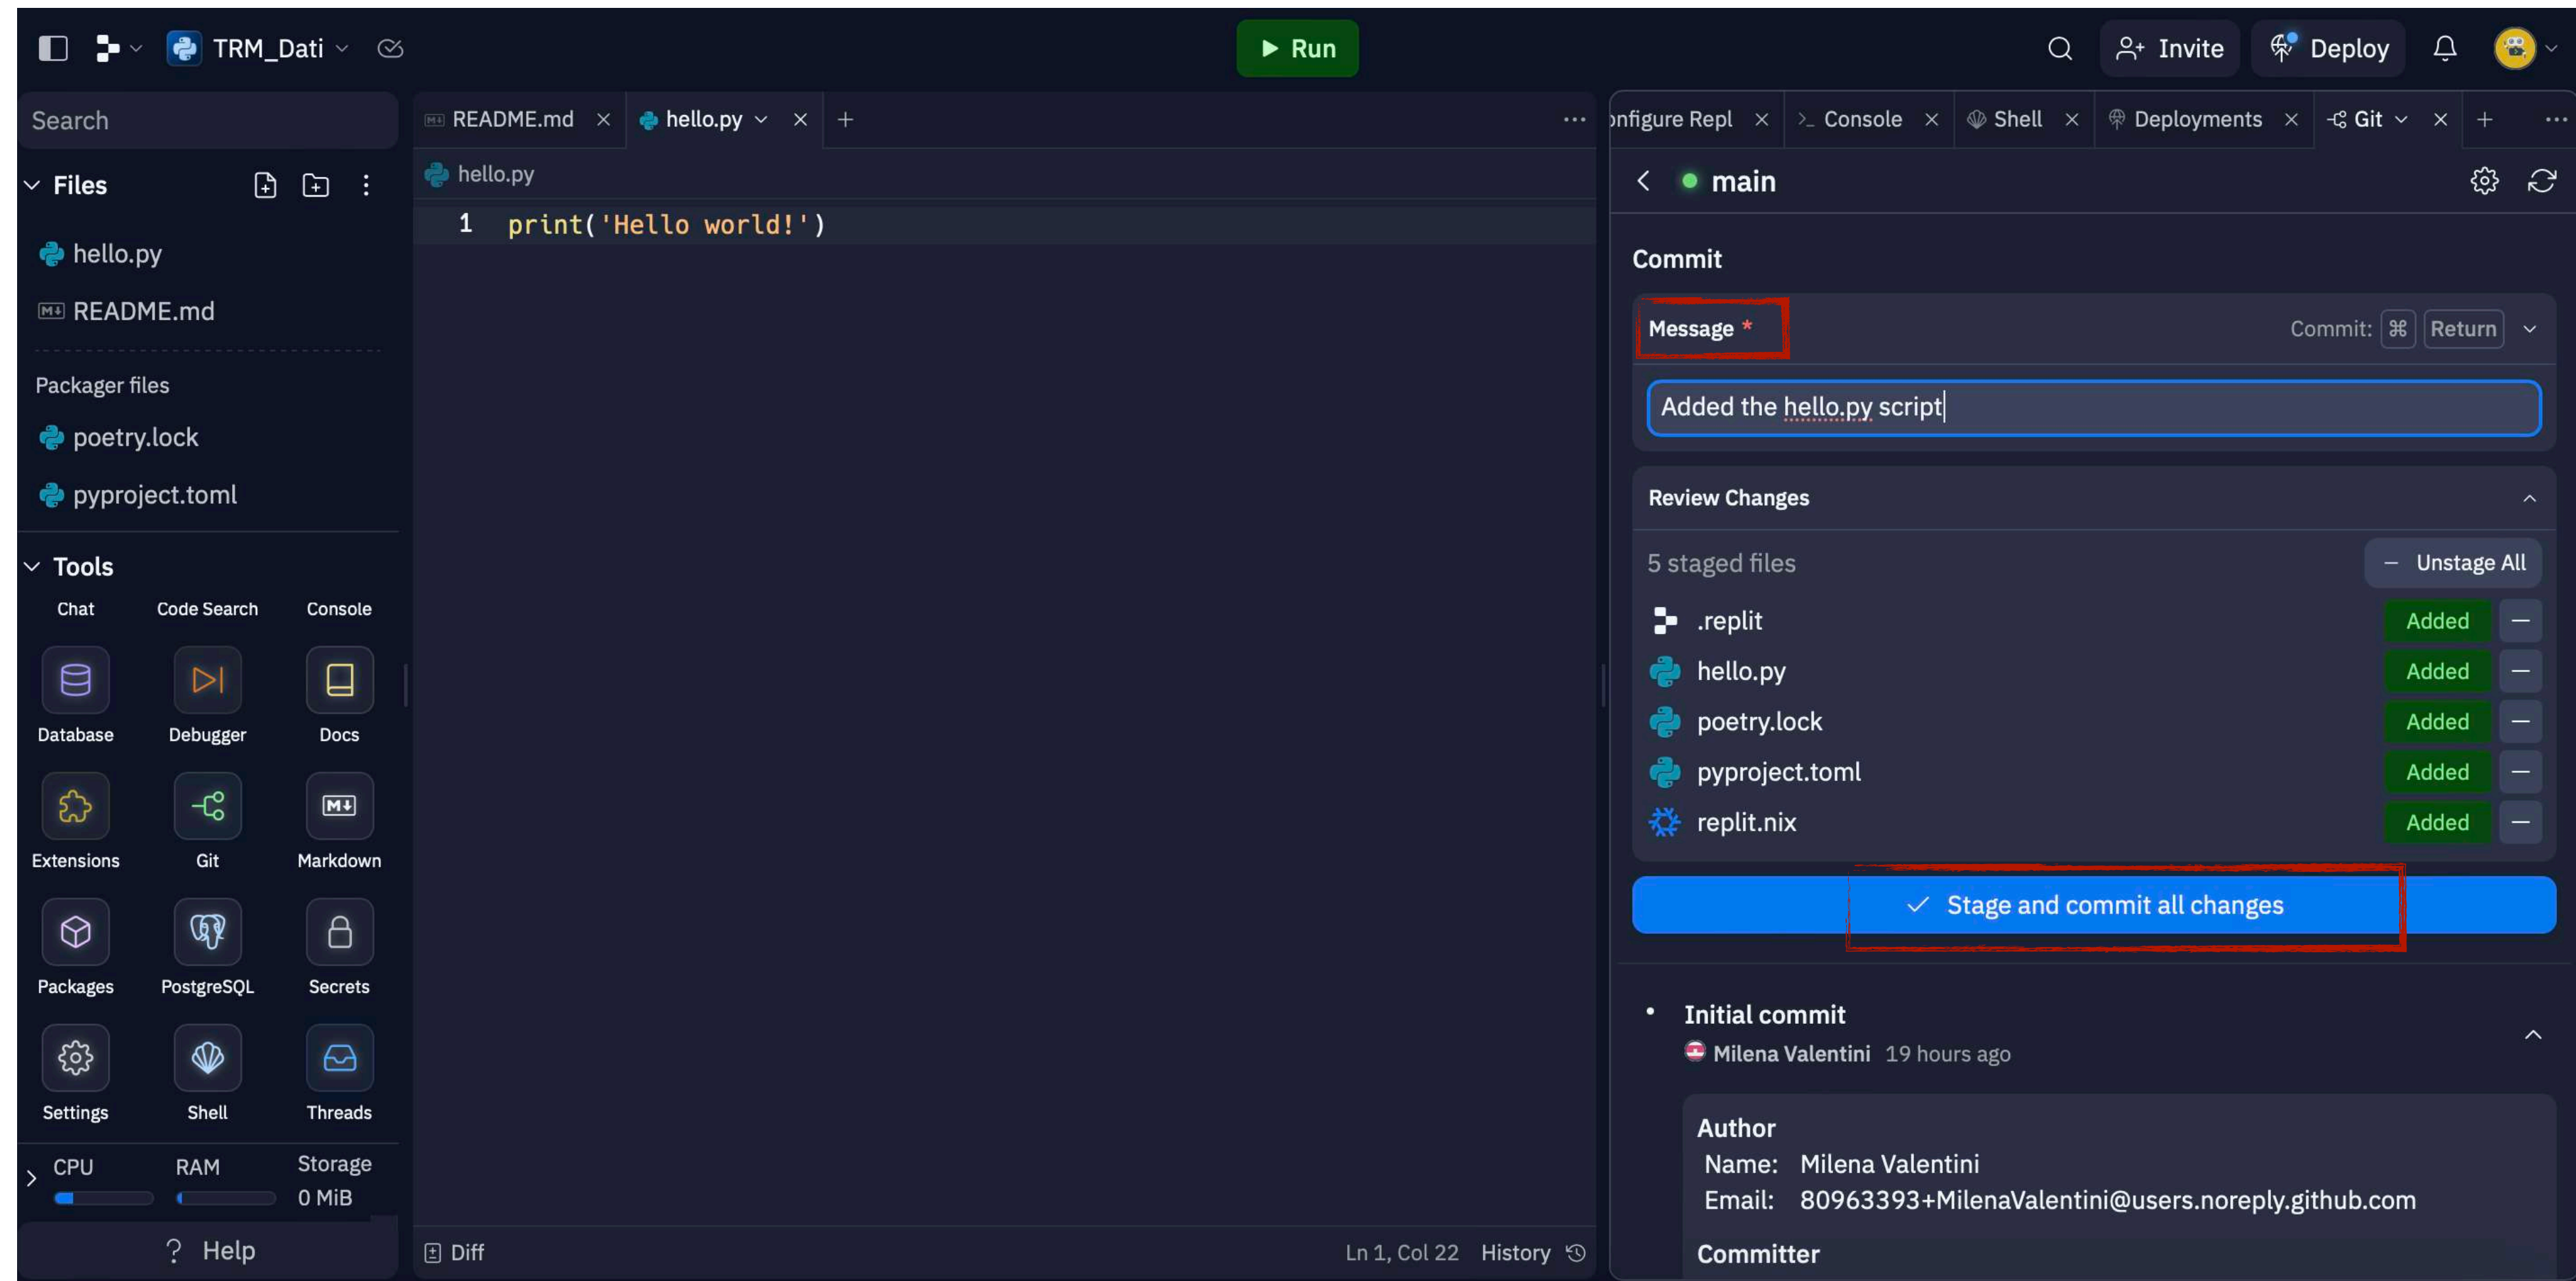 TRM_Dati
Run
Invite
Deploy
Search
README.md
hello.py
onfigure Repl
Console
Shell
Deployments
Git
Files
hello.py
README.md
Packager files
poetry.lock
pyproject.toml
Tools
Chat
Code Search
Console
Database
Debugger
Docs
Extensions
Git
M↓
Markdown
Packages
PostgreSQL
Secrets
Settings
Shell
Threads
CPU
RAM
Storage
0 MiB
? Help
hello.py
1 print('Hello world!')
Diff
Ln 1, Col 22
History
main
Commit
Message *
Commit: ⌘ Return
Added the hello.py script
Review Changes
5 staged files
Unstage All
.replit
Added
hello.py
Added
poetry.lock
Added
pyproject.toml
Added
replit.nix
Added
Stage and commit all changes
Initial commit
Milena Valentini 19 hours ago
Author
Name: Milena Valentini
Email: 80963393+MilenaValentini@users.noreply.github.com
Committer